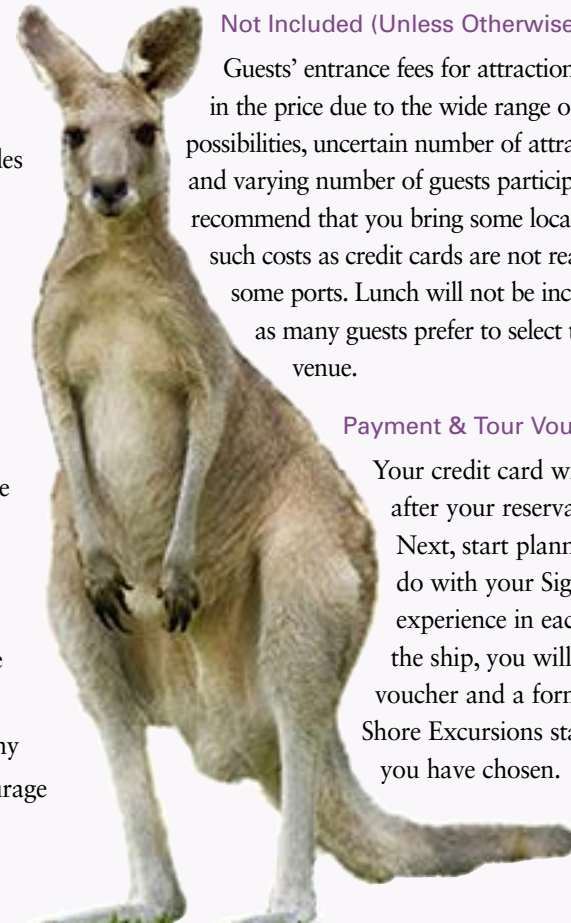 les
e
e
ny
urage
Not Included (Unless Otherwise
Guests’ entrance fees for attraction
in the price due to the wide range o
possibilities, uncertain number of attra
and varying number of guests particip
recommend that you bring some loca
such costs as credit cards are not rea
some ports. Lunch will not be inc
as many guests prefer to select t
venue.
Payment & Tour Vou
Your credit card w
after your reserva
Next, start plann
do with your Sig
experience in eac
the ship, you will
voucher and a form
Shore Excursions sta
you have chosen.